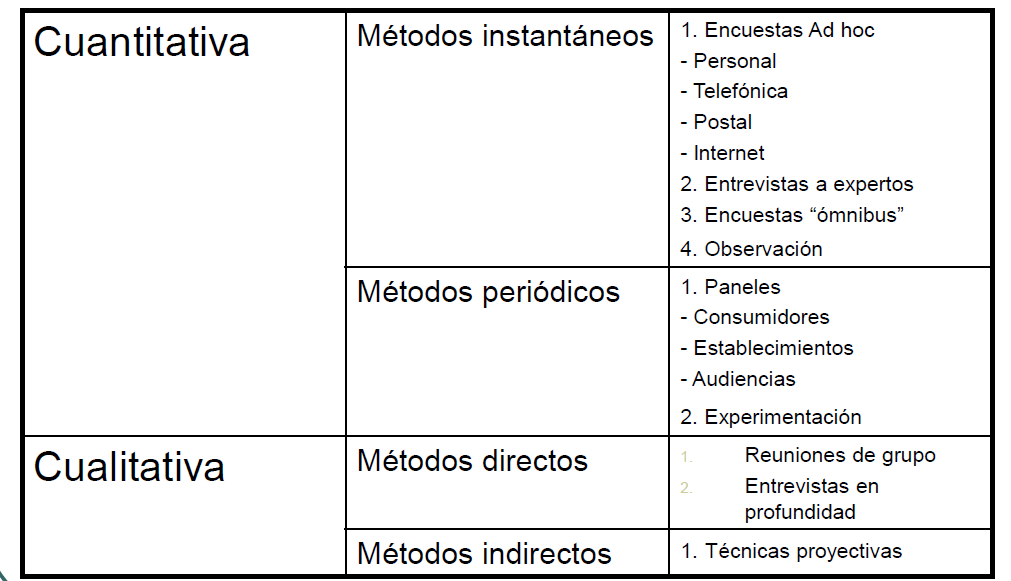 Cuantitativa
Métodos instantáneos
1. Encuestas Ad hoc
- Personal
- Telefónica
- Postal
- Internet
2. Entrevistas a expertos
3. Encuestas “ómnibus”
4. Observación
Métodos periódicos
1. Paneles
- Consumidores
- Establecimientos
- Audiencias
2. Experimentación
Cualitativa
Métodos directos
1. Reuniones de grupo
2. Entrevistas en
profundidad
Métodos indirectos
1. Técnicas proyectivas